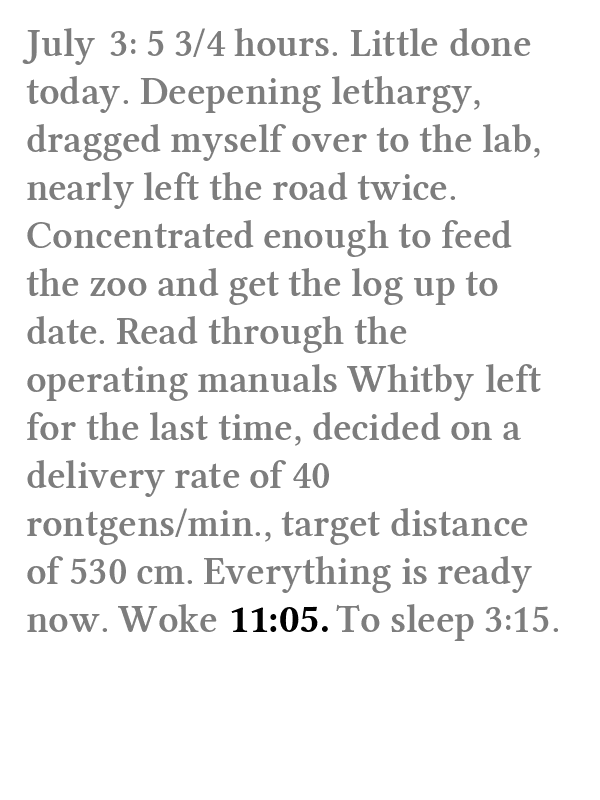 July 3: 5 3/4 hours. Little done
today. Deepening lethargy,
dragged myself over to the lab,
nearly left the road twice.
Concentrated enough to feed
the zoo and get the log up to
date. Read through the
operating manuals Whitby left
for the last time, decided on a
delivery rate of 40
rontgens/min., target distance
of 530 cm. Everything is ready
now. Woke 11:05. To sleep 3:15.